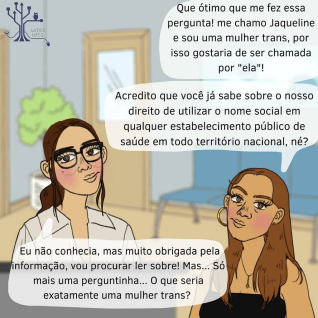 Que ótimo que me fez essa
pergunta! me chamo Jaqueline
e sou uma mulher trans, por
isso gostaria de ser chamada
por "ela"!
Acredito que você já sabe sobre o nosso
direito de utilizar o nome social em
qualquer estabelecimento público de
saúde em todo território nacional, né?
Eu não conhecia, mas muito obrigada pela
informação, vou procurar ler sobre! Mas... Só
mais uma perguntinha... O que seria
exatamente uma mulher trans?